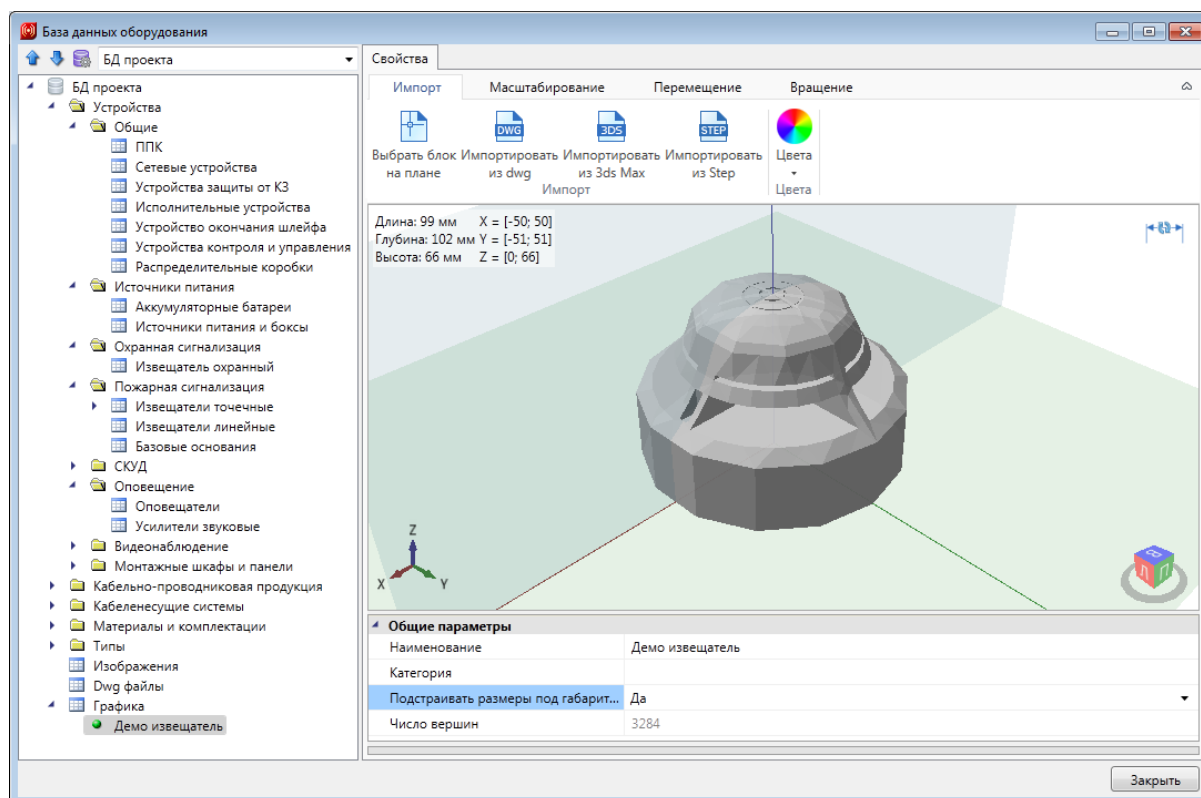 База данных оборудования
БД проекта
БД проекта
Устройства
Общие
ППК
Сетевые устройства
Устройства защиты от КЗ
Исполнительные устройства
Устройство окончания шлейфа
Устройства контроля и управления
Распределительные коробки
Источники питания
Аккумуляторные батареи
Источники питания и боксы
Охранная сигнализация
Извещатель охранный
Пожарная сигнализация
Извещатели точечные
Извещатели линейные
Базовые основания
СКУД
Оповещение
Оповещатели
Усилители звуковые
Видеонаблюдение
Монтажные шкафы и панели
Кабельно-проводниковая продукция
Кабеленесущие системы
Материалы и комплектации
Типы
Изображения
Dwg файлы
Графика
Демо извещатель
Свойства
Импорт Масштабирование Перемещение Вращение
DWG 3DS STEP
Выбрать блок Импортировать Импортировать Импортировать Цвета
на плане из dwg из 3ds Max из Step
Импорт Цвета
Длина: 99 мм X = [-50; 50]
Глубина: 102 мм Y = [-51; 51]
Высота: 66 мм Z = [0; 66]
Z
X Y
В
Л П
Общие параметры
Наименование Демо извещатель
Категория
Подстраивать размеры под габарит... Да
Число вершин 3284
Закрыть